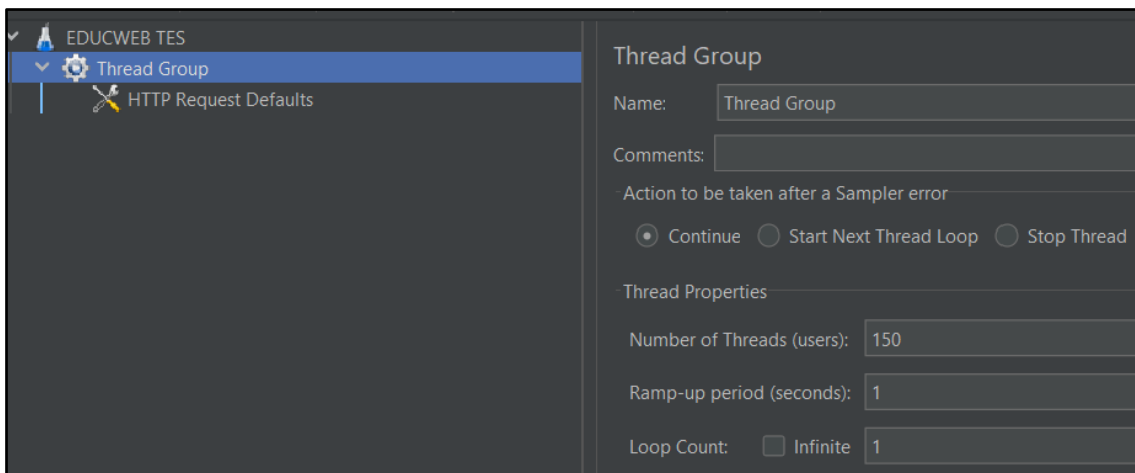 EDUCWEB TES
Thread Group
HTTP Request Defaults
Thread Group
Name: Thread Group
Comments:
Action to be taken after a Sampler error
Continue Start Next Thread Loop Stop Thread
Thread Properties
Number of Threads (users): 150
Ramp-up period (seconds): 1
Loop Count: Infinite 1